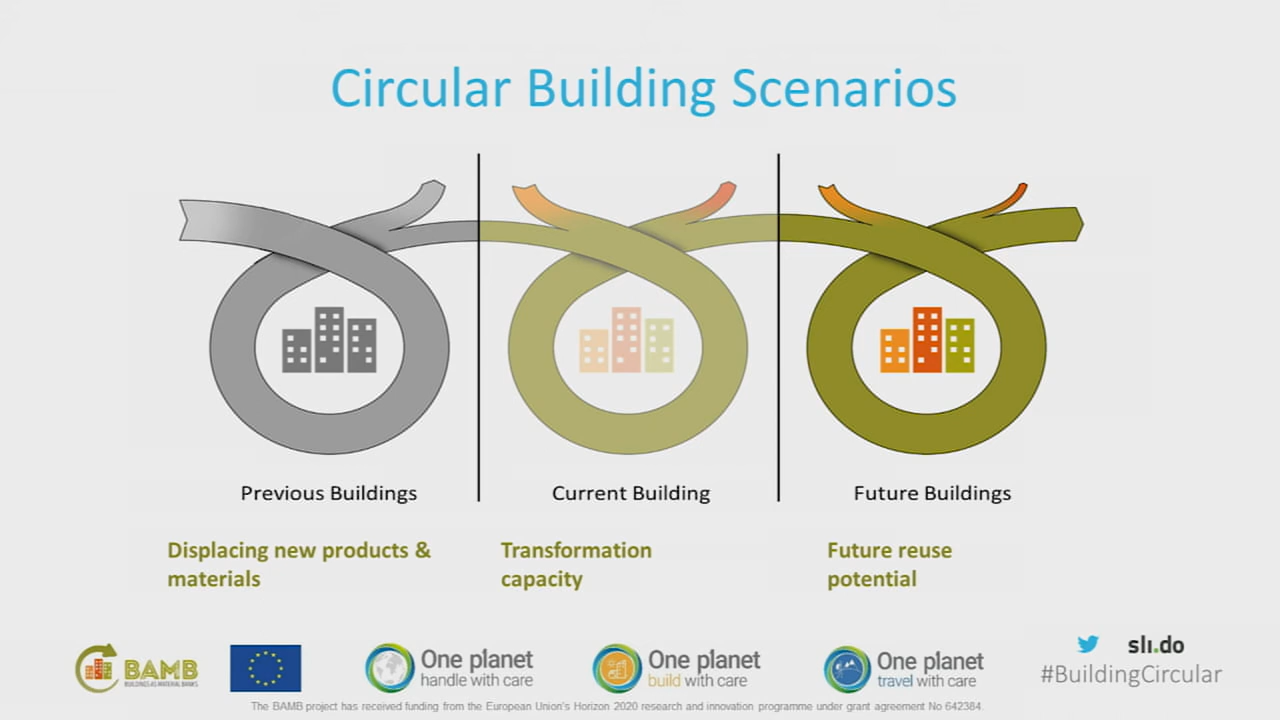 Circular Building Scenarios
Previous Buildings
Current Building
Future Buildings
Displacing new products &
materials
Transformation
capacity
Future reuse
potential
BAMB
BUILDINGS AS MATERIAL BANKS
One planet
handle with care
One planet
build with care
One planet
travel with care
sli.do
#BuildingCircular
The BAMB project has received funding from the European Union's Horizon 2020 research and innovation programme under grant agreement No 642384.